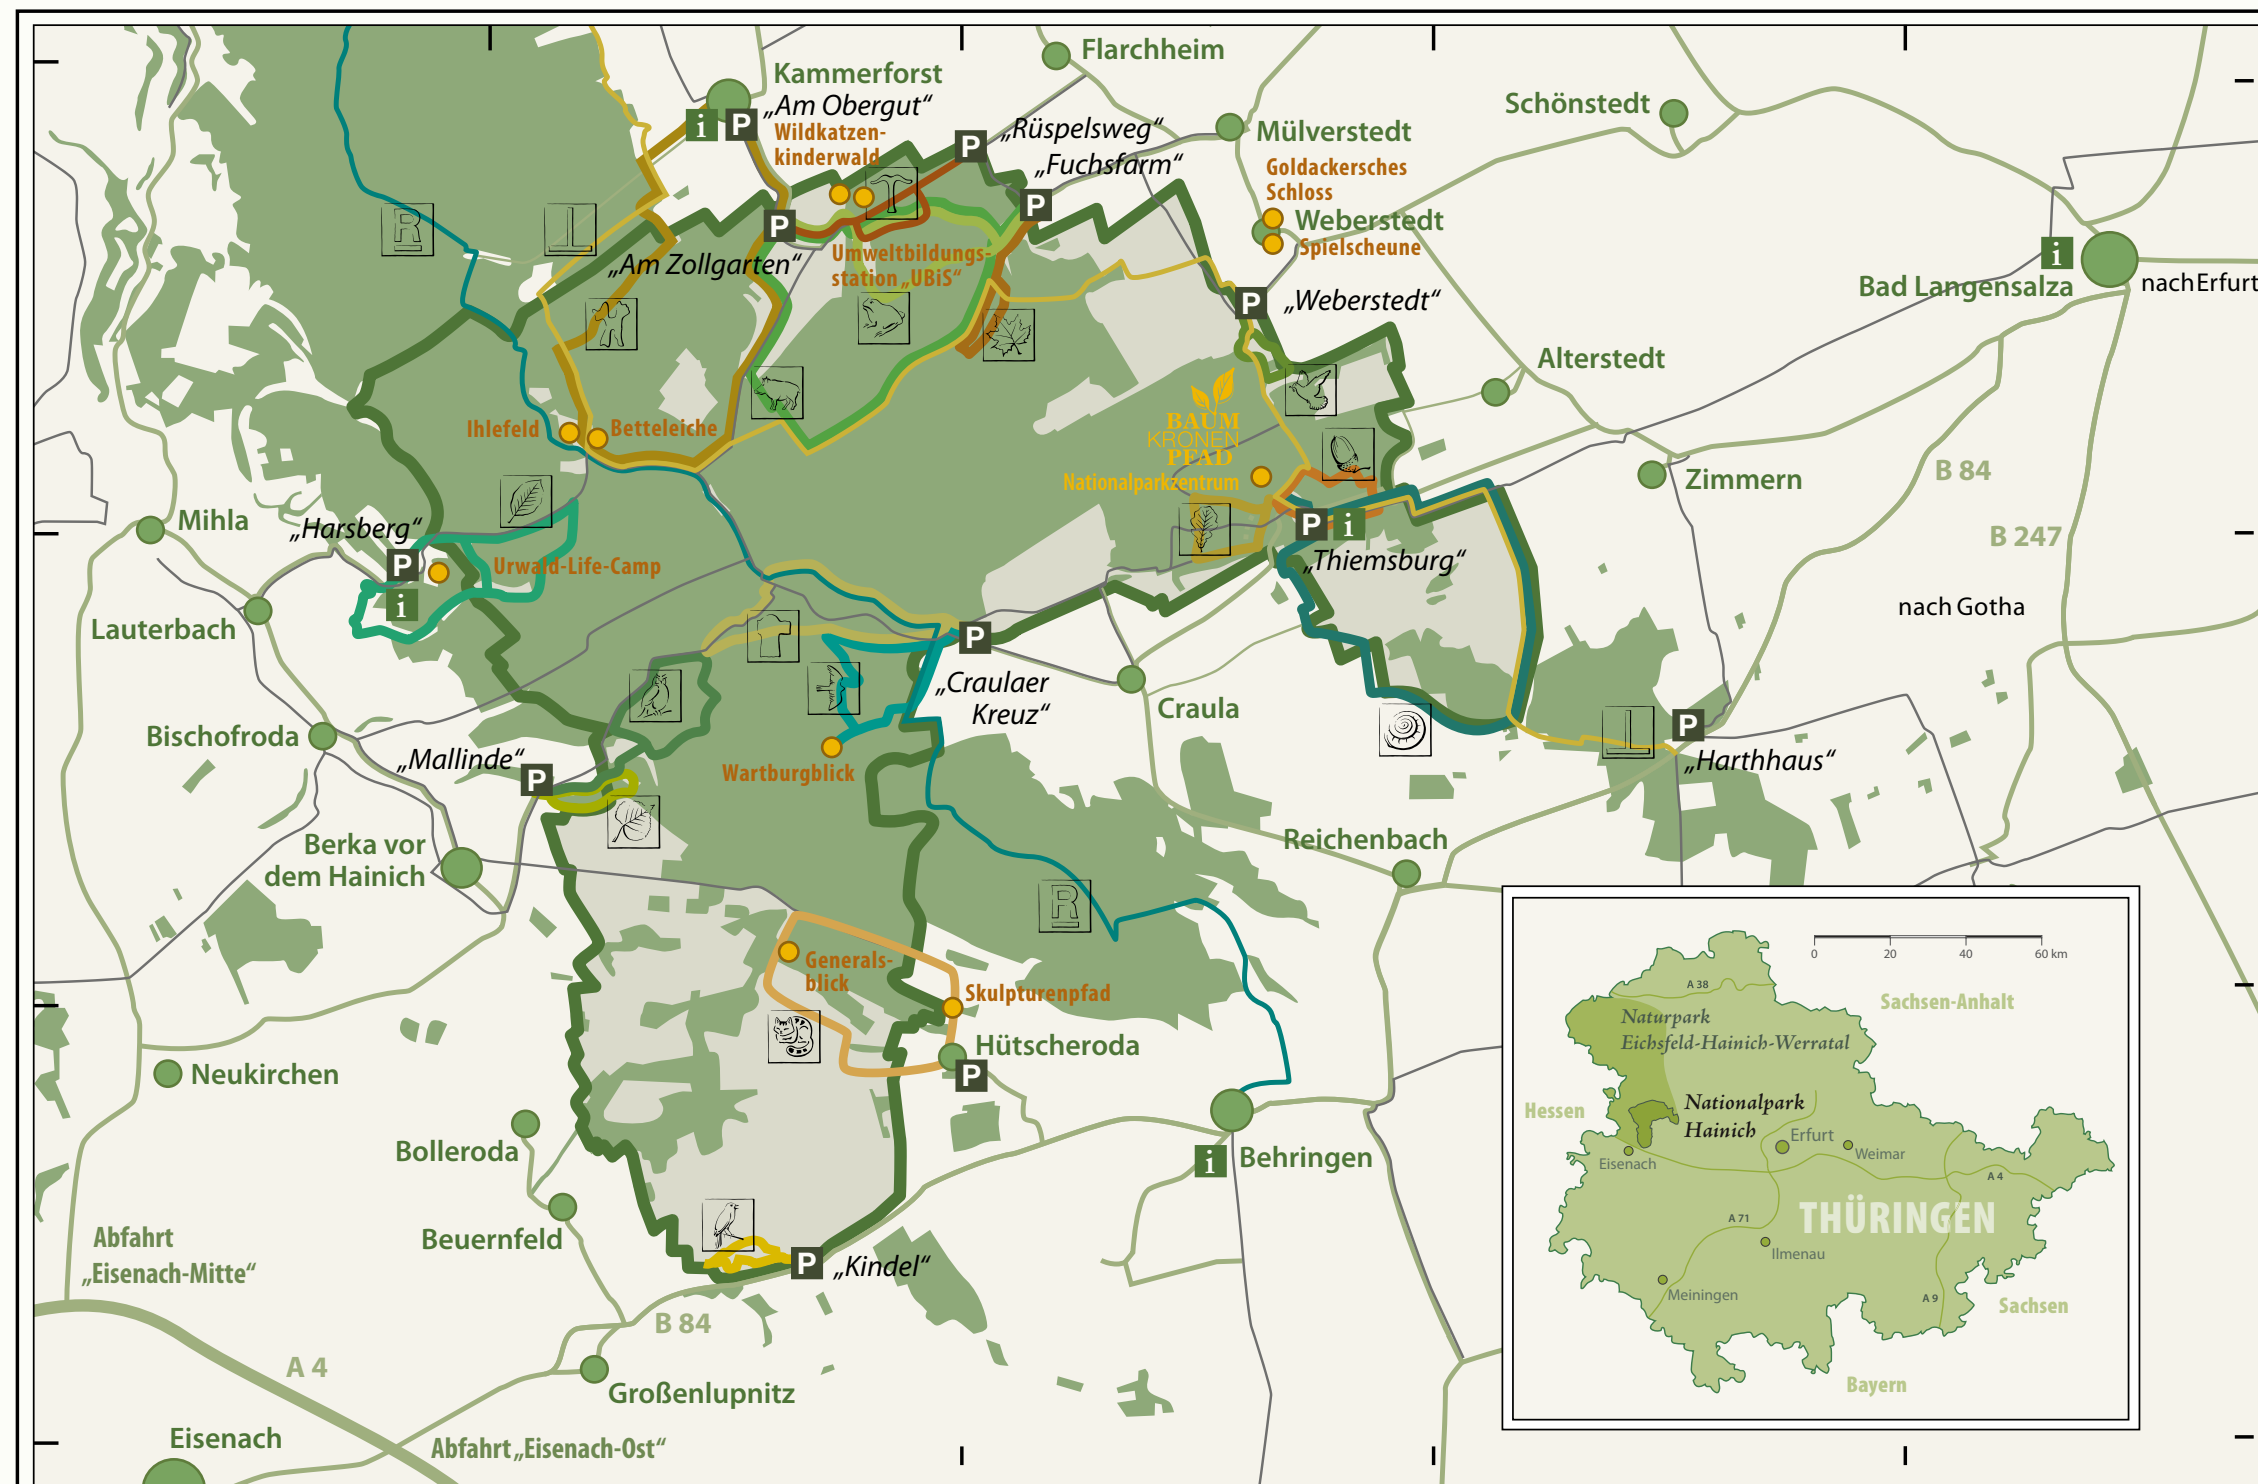 Flarchheim
Kammerforst
„Am Obergut“
i
P
Wildkatzen-
kinderwald
P
„Rüspelsweg“
„Fuchsfarm“
P
Mülverstedt
Schönstedt
Goldackersches
Schloss
Weberstedt
Spielscheune
R
L
T
P
„Am Zollgarten“
Umweltbildungs-
station „UBiS“
P
„Weberstedt“
i
Bad Langensalza
nach Erfurt
Alterstedt
BAUM
KRONEN
PFAD
Nationalparkzentrum
Ihlefeld
Betteleiche
Zimmern
B 84
B 247
Mihla
„Harsberg“
P
i
Urwald-Life-Camp
P
i
„Thiemsburg“
nach Gotha
Lauterbach
P
„Craulaer
Kreuz“
Craula
L
P
„Harthhaus“
Bischofroda
„Mallinde“
P
Wartburgblick
Berka vor
dem Hainich
Reichenbach
R
Generals-
blick
Skulpturenpfad
Hütscheroda
P
Neukirchen
Bolleroda
Beuernfeld
i
Behringen
Abfahrt
„Eisenach-Mitte“
P
„Kindel“
B 84
A 4
Großenlupnitz
Eisenach
Abfahrt „Eisenach-Ost“
0
20
40
60 km
A 38
Sachsen-Anhalt
Naturpark
Eichsfeld-Hainich-Werratal
Hessen
Nationalpark
Hainich
Erfurt
Weimar
Eisenach
A 4
THÜRINGEN
A 71
Ilmenau
Meiningen
A 9
Sachsen
Bayern